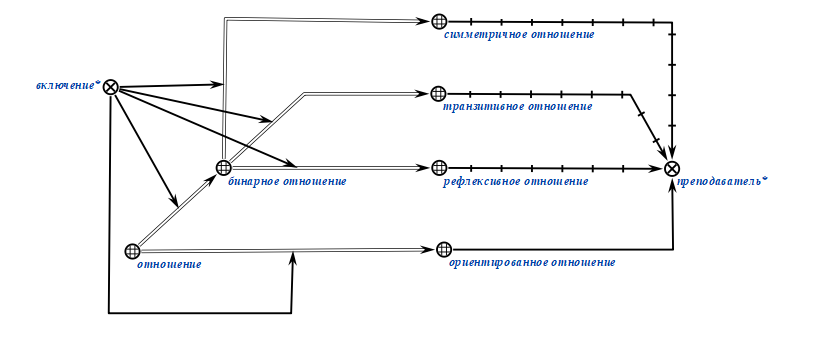 симметричное отношение
включение*
транзитивное отношение
бинарное отношение
рефлексивное отношение
преподаватель*
отношение
ориентированное отношение